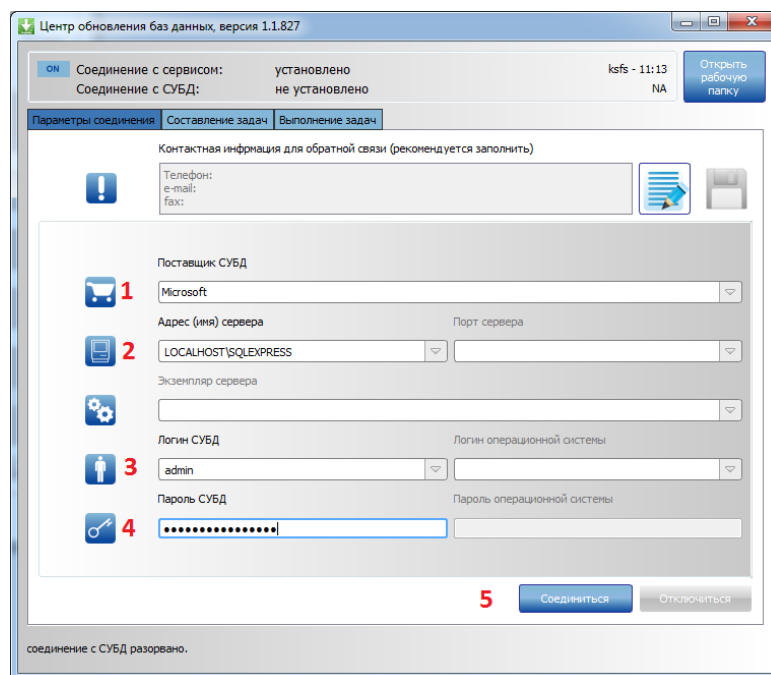 Центр обновления баз данных, версия 1.1.827
ON Соединение с сервисом: установлено ksfs - 11:13
Соединение с СУБД: не установлено NA
Открыть
рабочую
папку
Параметры соединения Составление задач Выполнение задач
Контактная инфрмация для обратной связи (рекомендуется заполнить)
Телефон:
e-mail:
fax:
Поставщик СУБД
1 Microsoft
Адрес (имя) сервера Порт сервера
2 LOCALHOST\SQLEXPRESS
Экземпляр сервера
Логин СУБД Логин операционной системы
3 admin
Пароль СУБД Пароль операционной системы
4 ••••••••••••••••
5 Соединиться Отключиться
соединение с СУБД разорвано.